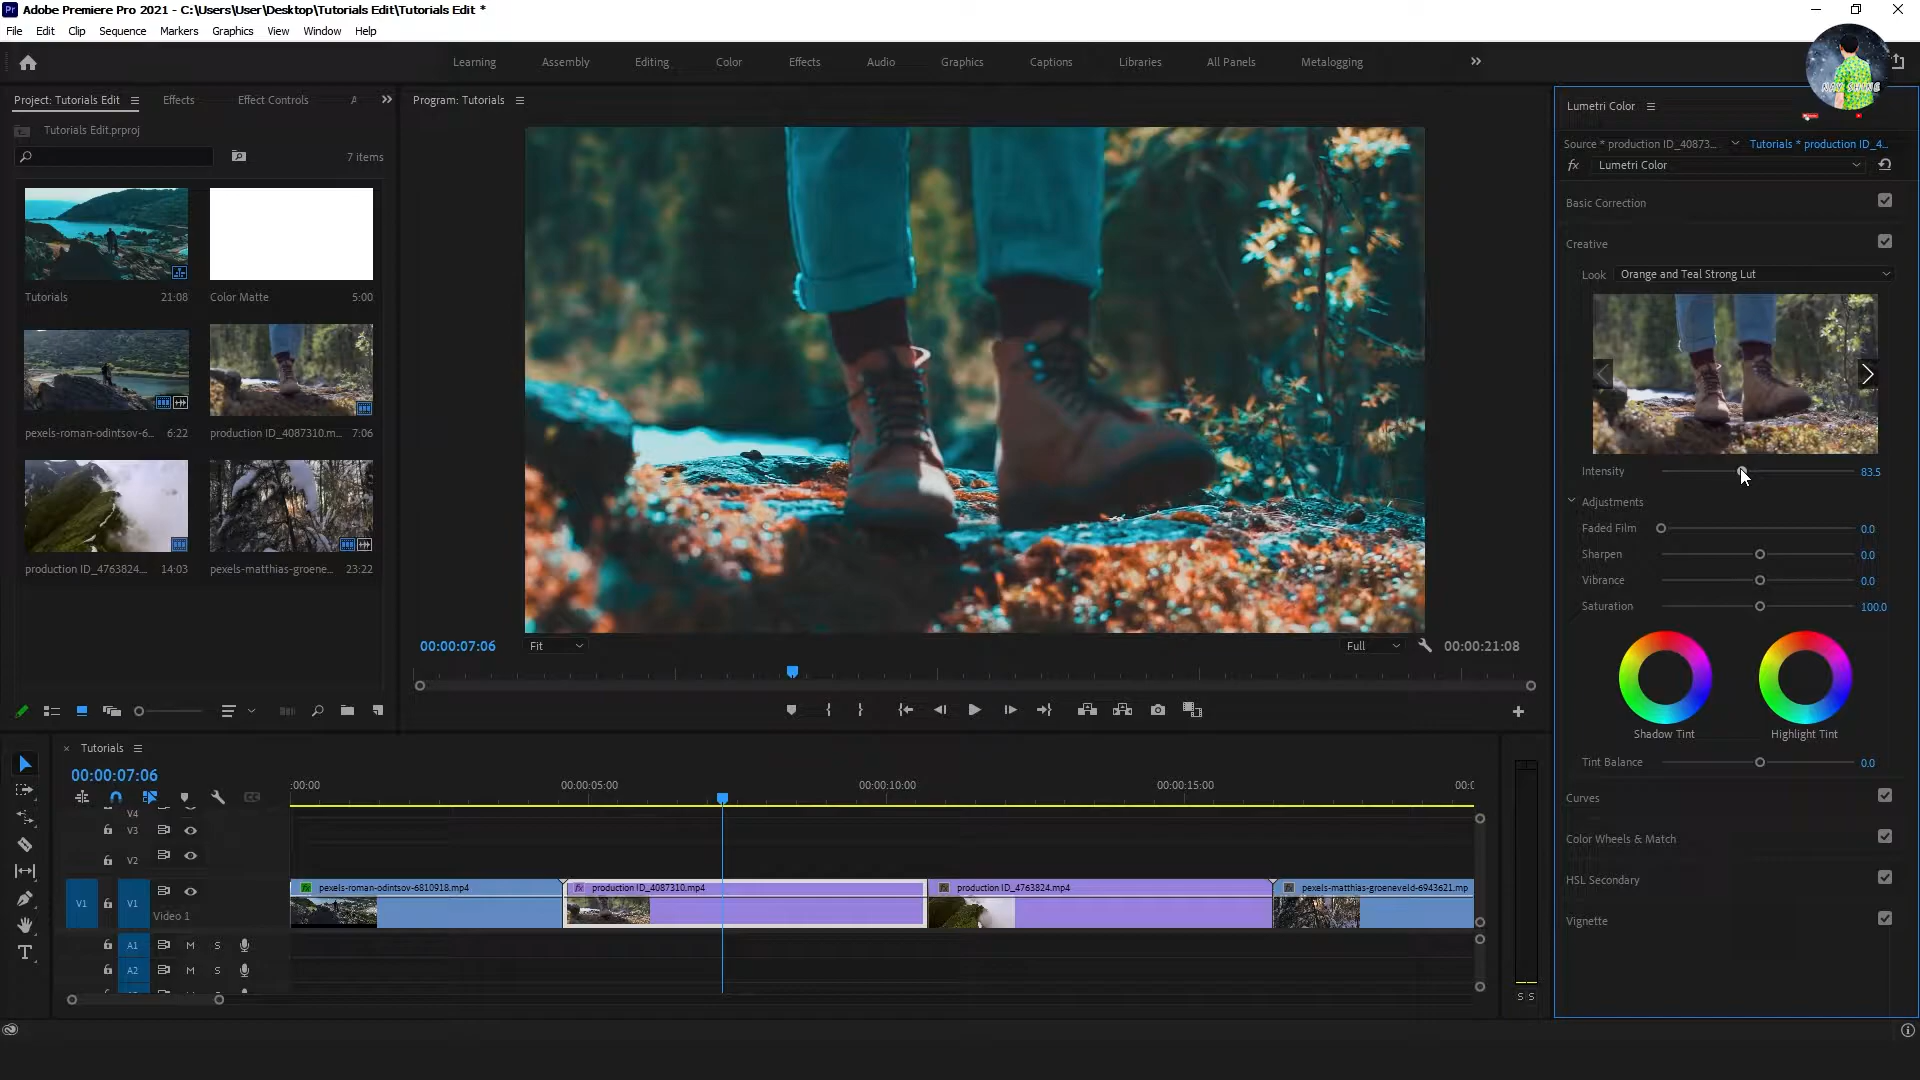 Adobe Premiere Pro 2021 - C:\Users\User\Desktop\Tutorials Edit\Tutorials Edit *
File Edit Clip Sequence Markers Graphics View Window Help
Learning Assembly Editing Color Effects Audio Graphics Captions Libraries All Panels Metalogging
NAY SHINE
Project: Tutorials Edit Effects Effect Controls A
Tutorials Edit.prproj
7 items
Tutorials 21:08
Color Matte 5:00
pexels-roman-odintsov-6... 6:22
production ID_4087310.m... 7:06
production ID_4763824... 14:03
pexels-matthias-groene... 23:22
Program: Tutorials
00:00:07:06 Fit Full 00:00:21:08
Lumetri Color
Source * production ID_40873... Tutorials * production ID_4...
fx Lumetri Color
Basic Correction
Creative
Look Orange and Teal Strong Lut
Intensity 83.5
Adjustments
Faded Film 0.0
Sharpen 0.0
Vibrance 0.0
Saturation 100.0
Shadow Tint Highlight Tint
Tint Balance 0.0
Curves
Color Wheels & Match
HSL Secondary
Vignette
Tutorials
00:00:07:06
:00:00 00:00:05:00 00:00:10:00 00:00:15:00 00:0
V4
V3
V2
V1 V1 Video 1
pexels-roman-odintsov-6810918.mp4 production ID_4087310.mp4 production ID_4763824.mp4 pexels-matthias-groeneveld-6943621.mp
A1 M S
A2 M S
S S